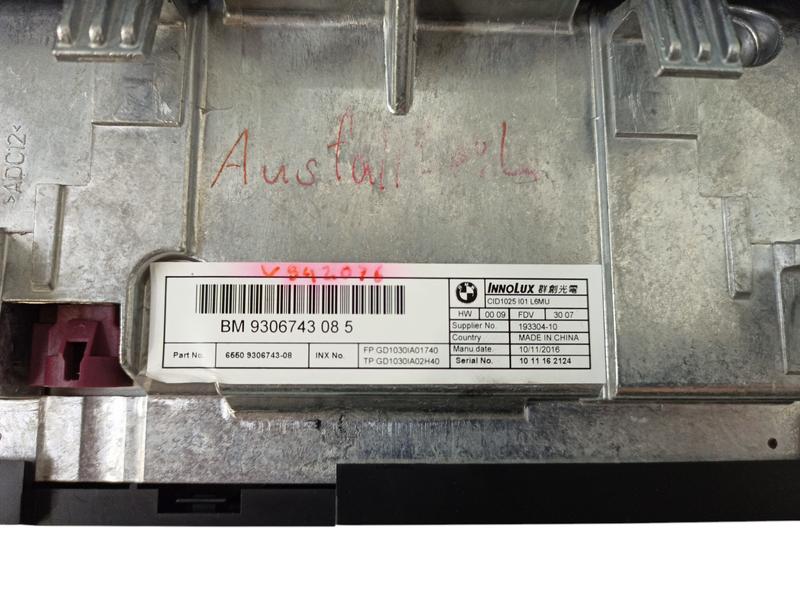 >ADC12<
Ausfall
V892076
BM 9306743 08 5
Part No. 6550 9306743-08 INX No. FP GD1030IA01740
TP GD1030IA02H40
INNOLUX 群創光電
CID1025 I01 L6MU
HW 00 09 FDV 30 07
Supplier No. 193304-10
Country MADE IN CHINA
Manu date: 10/11/2016
Serial No. 10 11 16 2124